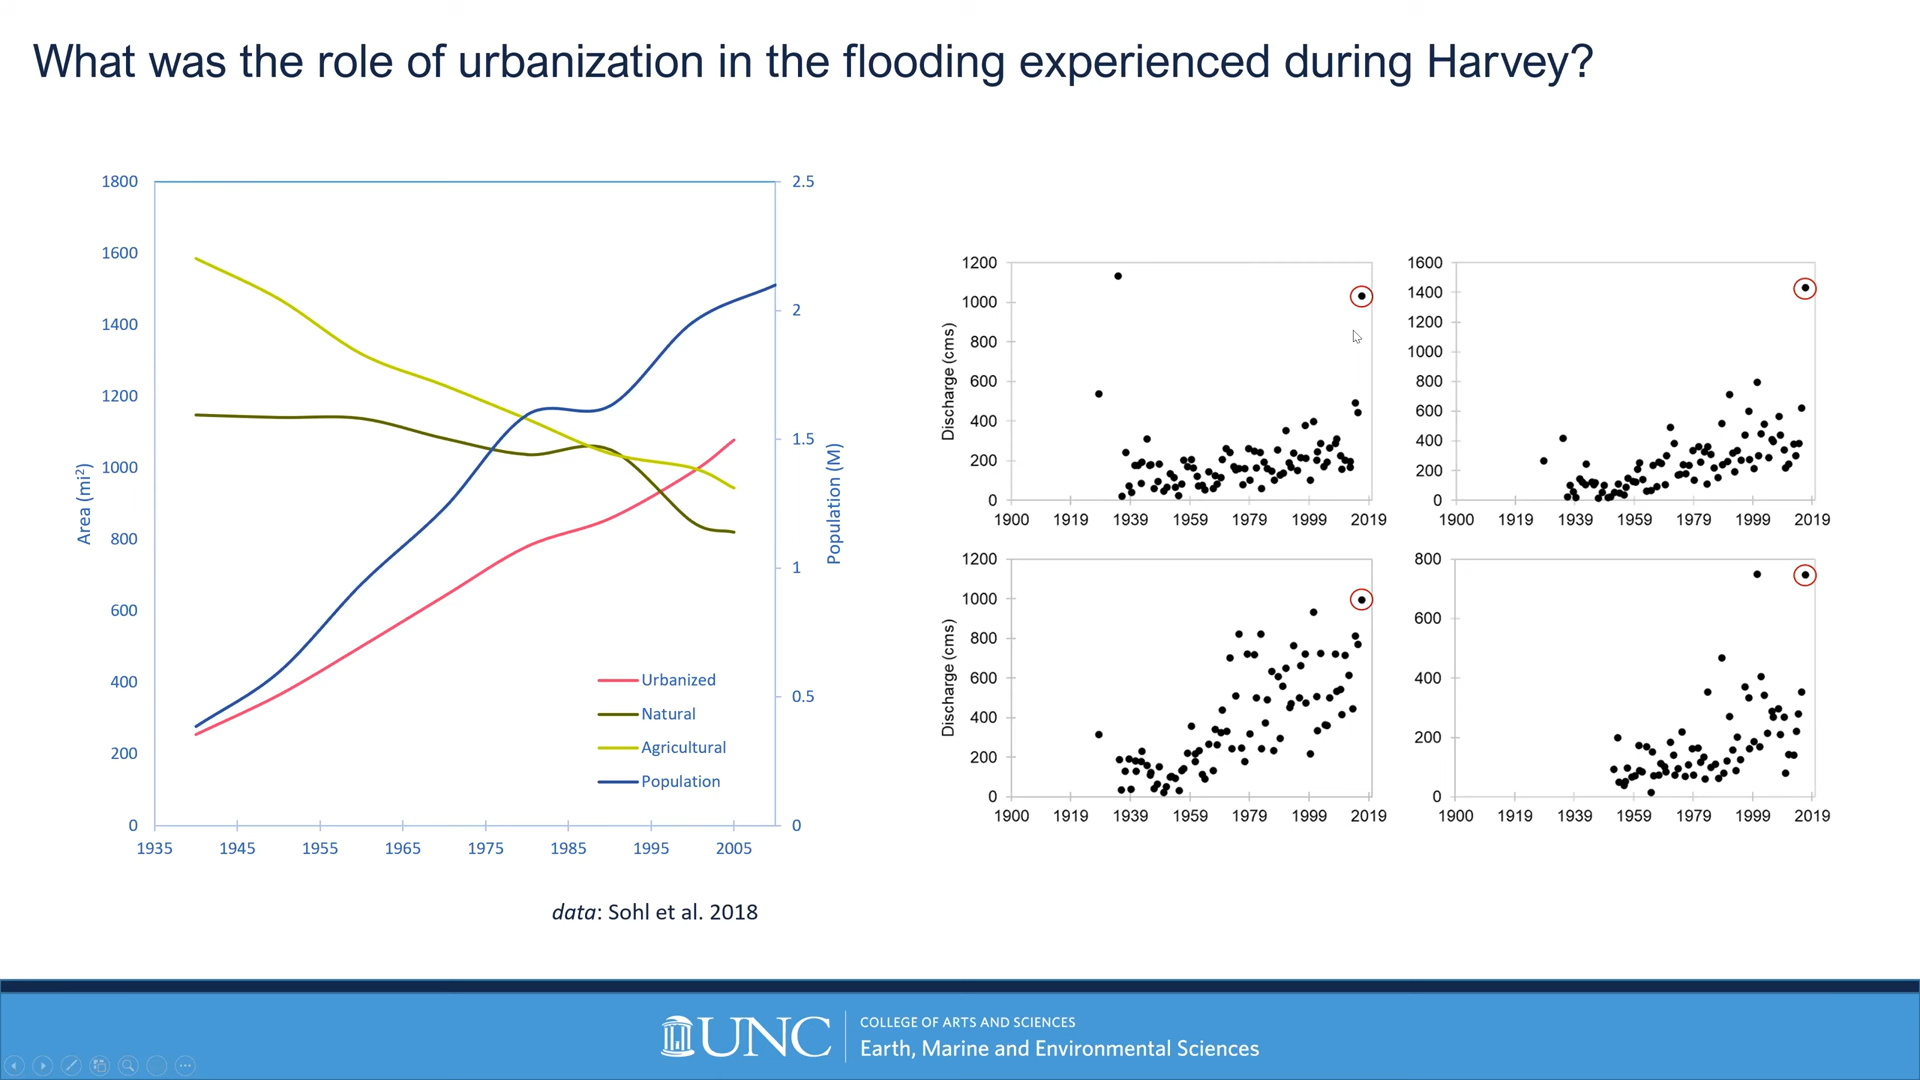 What was the role of urbanization in the flooding experienced during Harvey?
1800
1600
1400
1200
1000
800
600
400
200
0
Area (mi²)
2.5
2
1.5
1
0.5
0
Population (M)
1935 1945 1955 1965 1975 1985 1995 2005
Urbanized
Natural
Agricultural
Population
data: Sohl et al. 2018
1200
1000
800
600
400
200
0
Discharge (cms)
1900 1919 1939 1959 1979 1999 2019
1600
1400
1200
1000
800
600
400
200
0
1900 1919 1939 1959 1979 1999 2019
1200
1000
800
600
400
200
0
Discharge (cms)
1900 1919 1939 1959 1979 1999 2019
800
600
400
200
0
1900 1919 1939 1959 1979 1999 2019
UNC
COLLEGE OF ARTS AND SCIENCES
Earth, Marine and Environmental Sciences